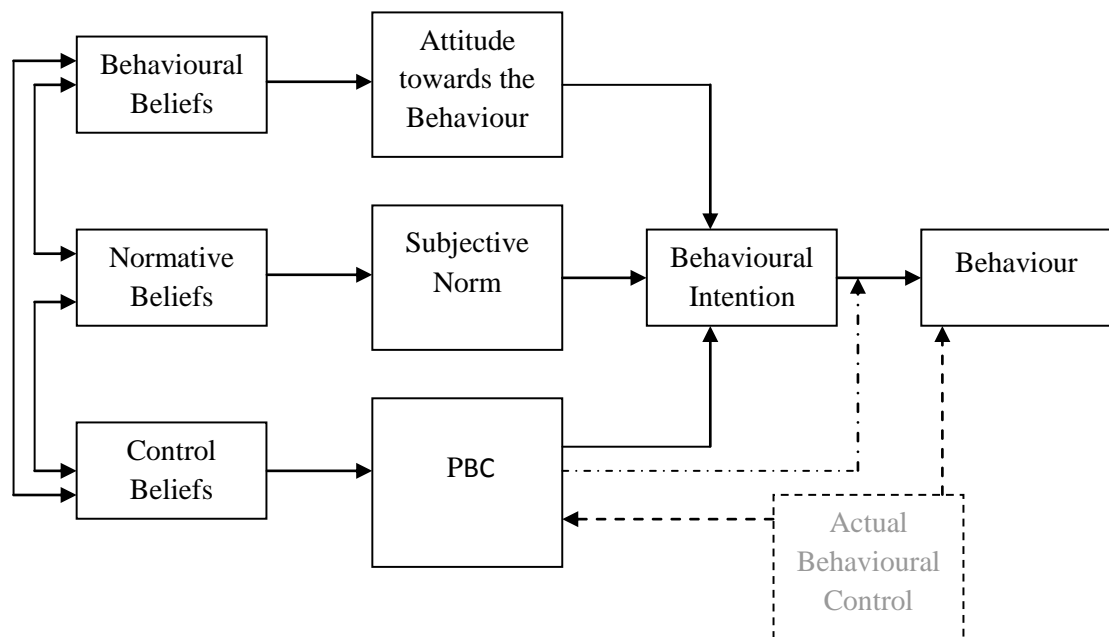 Behavioural
Beliefs
Attitude
towards the
Behaviour
Normative
Beliefs
Subjective
Norm
Behavioural
Intention
Behaviour
Control
Beliefs
PBC
Actual
Behavioural
Control